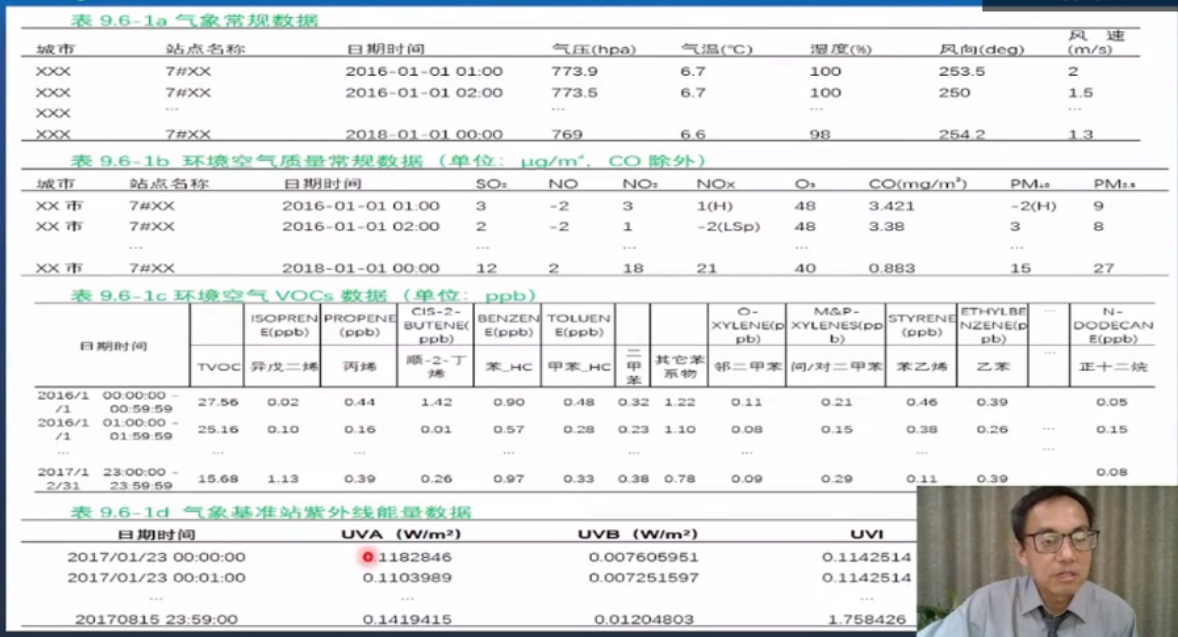 表 9.6-1a 气象常规数据
城市 站点名称 日期时间 气压(hpa) 气温(℃) 湿度(%) 风向(deg) 风 速(m/s)
XXX 7#XX 2016-01-01 01:00 773.9 6.7 100 253.5 2
XXX 7#XX 2016-01-01 02:00 773.5 6.7 100 250 1.5
XXX ... ... ... ...
XXX 7#XX 2018-01-01 00:00 769 6.6 98 254.2 1.3
表 9.6-1b 环境空气质量常规数据（单位：μg/m³，CO 除外）
城市 站点名称 日期时间 SO₂ NO NO₂ NOx O₃ CO(mg/m³) PM₁₀ PM₂.₅
XX 市 7#XX 2016-01-01 01:00 3 -2 3 1(H) 48 3.421 -2(H) 9
XX 市 7#XX 2016-01-01 02:00 2 -2 1 -2(LSp) 48 3.38 3 8
... ... ... ... ...
XX 市 7#XX 2018-01-01 00:00 12 2 18 21 40 0.883 15 27
表 9.6-1c 环境空气 VOCs 数据（单位：ppb）
日期时间 ISOPRENE(ppb) PROPENE(ppb) CIS-2-BUTENE(ppb) BENZENE(ppb) TOLUENE(ppb) O-XYLENE(ppb) M&P-XYLENES(ppb) STYRENE(ppb) ETHYLBENZENE(ppb) ... N-DODECANE(ppb)
TVOC 异戊二烯 丙烯 顺-2-丁烯 苯_HC 甲苯_HC 二甲苯 其它苯系物 邻二甲苯 间/对二甲苯 苯乙烯 乙苯 ... 正十二烷
2016/1/1 00:00:00 - 00:59:59 27.56 0.02 0.44 1.42 0.90 0.48 0.32 1.22 0.11 0.21 0.46 0.39 0.05
2016/1/1 01:00:00 - 01:59:59 25.16 0.10 0.16 0.01 0.57 0.28 0.23 1.10 0.08 0.15 0.38 0.26 ... 0.15
... ... ... ... ... ... ... ...
2017/12/31 23:00:00 - 23:59:59 15.68 1.13 0.39 0.26 0.97 0.33 0.38 0.78 0.09 0.29 0.11 0.39 0.08
表 9.6-1d 气象基准站紫外线能量数据
日期时间 UVA（W/m²） UVB（W/m²） UVI
2017/01/23 00:00:00 0.1182846 0.007605951 0.1142514
2017/01/23 00:01:00 0.1103989 0.007251597 0.1142514
... ... ... ...
20170815 23:59:00 0.1419415 0.01204803 1.758426